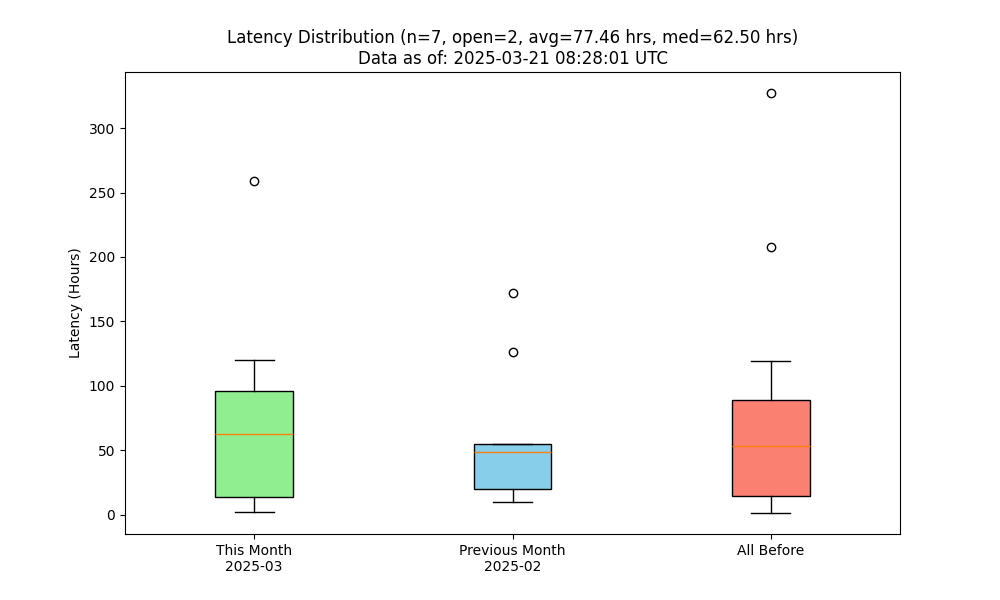 Latency Distribution (n=7, open=2, avg=77.46 hrs, med=62.50 hrs)
Data as of: 2025-03-21 08:28:01 UTC
Latency (Hours)
300
250
200
150
100
50
0
This Month
2025-03
Previous Month
2025-02
All Before